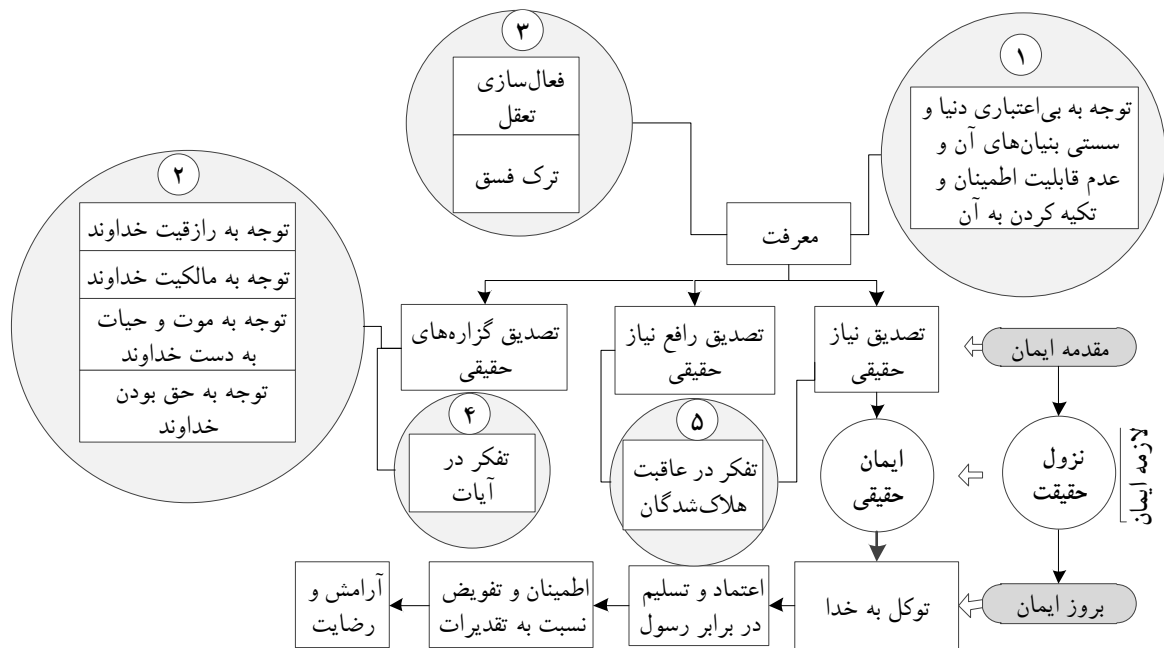 ۱
توجه به بی‌اعتباری دنیا و
سستی بنیان‌های آن و
عدم قابلیت اطمینان و
تکیه کردن به آن
۳
فعال‌سازی
تعقل
ترک فسق
۲
توجه به رازقیت خداوند
توجه به مالکیت خداوند
توجه به موت و حیات
به دست خداوند
توجه به حق بودن
خداوند
معرفت
تصدیق نیاز
حقیقی
تصدیق رافع نیاز
حقیقی
تصدیق گزاره‌های
حقیقی
مقدمه ایمان
۵
تفکر در عاقبت
هلاک‌شدگان
۴
تفکر در
آیات
ایمان
حقیقی
نزول
حقیقت
لازمه ایمان
بروز ایمان
توکل به خدا
اعتماد و تسلیم
در برابر رسول
اطمینان و تفویض
نسبت به تقدیرات
آرامش و
رضایت